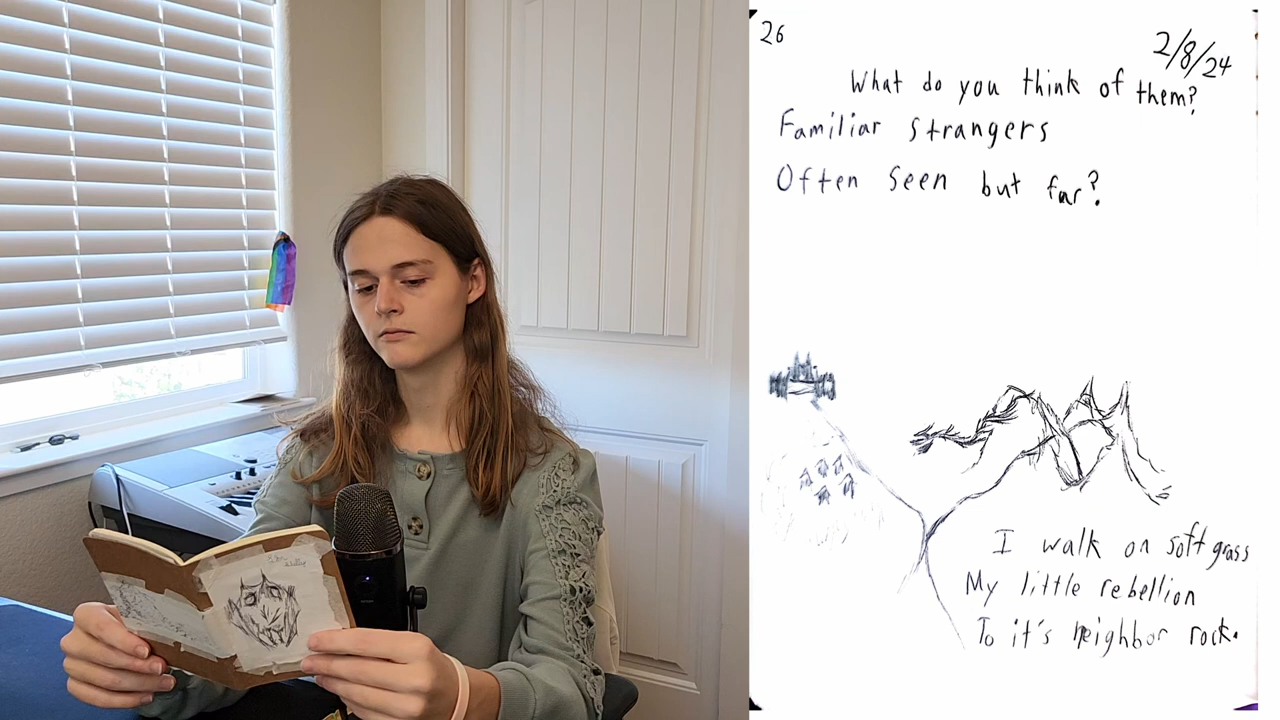 26
2/8/24
What do you think of them?
Familiar strangers
Often seen but far?
I walk on soft grass
My little rebellion
To it's neighbor rock.